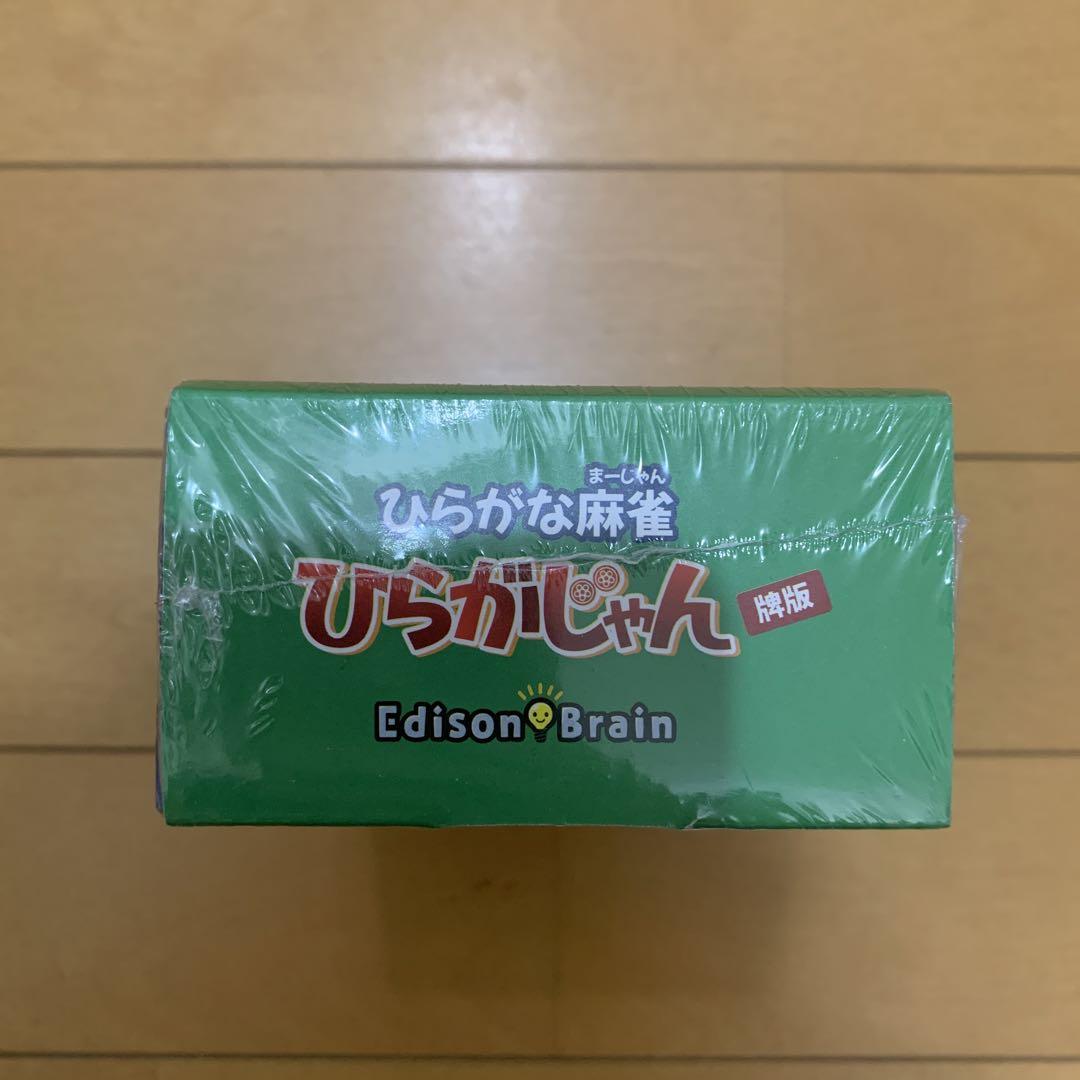 まーじゃん
ひらがな麻雀
ひらがじゃん 牌版
Edison Brain